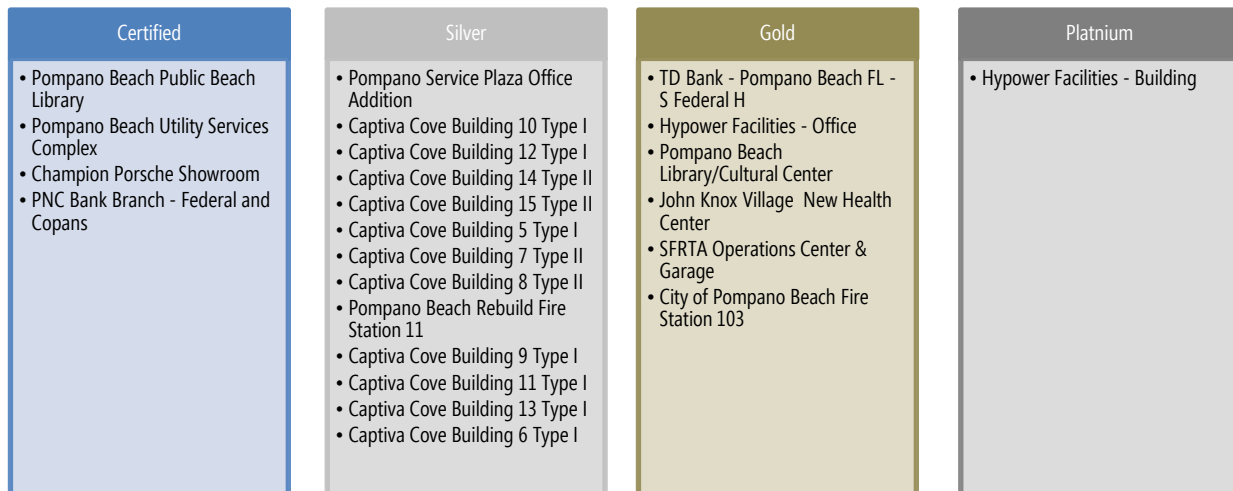 Certified
• Pompano Beach Public Beach
Library
• Pompano Beach Utility Services
Complex
• Champion Porsche Showroom
• PNC Bank Branch - Federal and
Copans
Silver
• Pompano Service Plaza Office
Addition
• Captiva Cove Building 10 Type I
• Captiva Cove Building 12 Type I
• Captiva Cove Building 14 Type II
• Captiva Cove Building 15 Type II
• Captiva Cove Building 5 Type I
• Captiva Cove Building 7 Type II
• Captiva Cove Building 8 Type II
• Pompano Beach Rebuild Fire
Station 11
• Captiva Cove Building 9 Type I
• Captiva Cove Building 11 Type I
• Captiva Cove Building 13 Type I
• Captiva Cove Building 6 Type I
Gold
• TD Bank - Pompano Beach FL -
S Federal H
• Hypower Facilities - Office
• Pompano Beach
Library/Cultural Center
• John Knox Village  New Health
Center
• SFRTA Operations Center &
Garage
• City of Pompano Beach Fire
Station 103
Platnium
• Hypower Facilities - Building